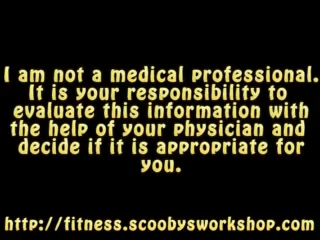 I am not a medical professional.
It is your responsibility to
evaluate this information with
the help of your physician and
decide if it is appropriate for
you.
http://fitness.scoobysworkshop.com